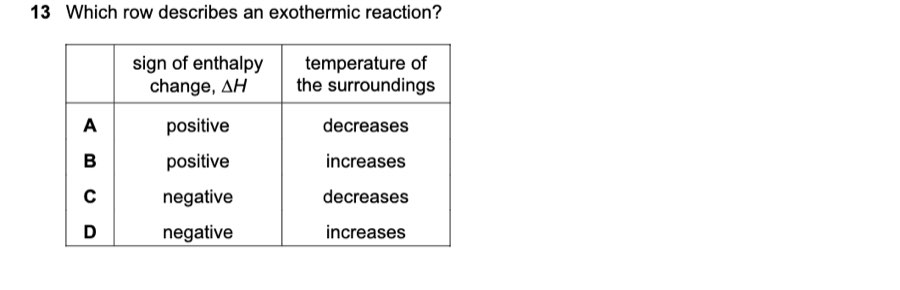 13 Which row describes an exothermic reaction?
sign of enthalpy change, ΔH temperature of the surroundings
A positive decreases
B positive increases
C negative decreases
D negative increases